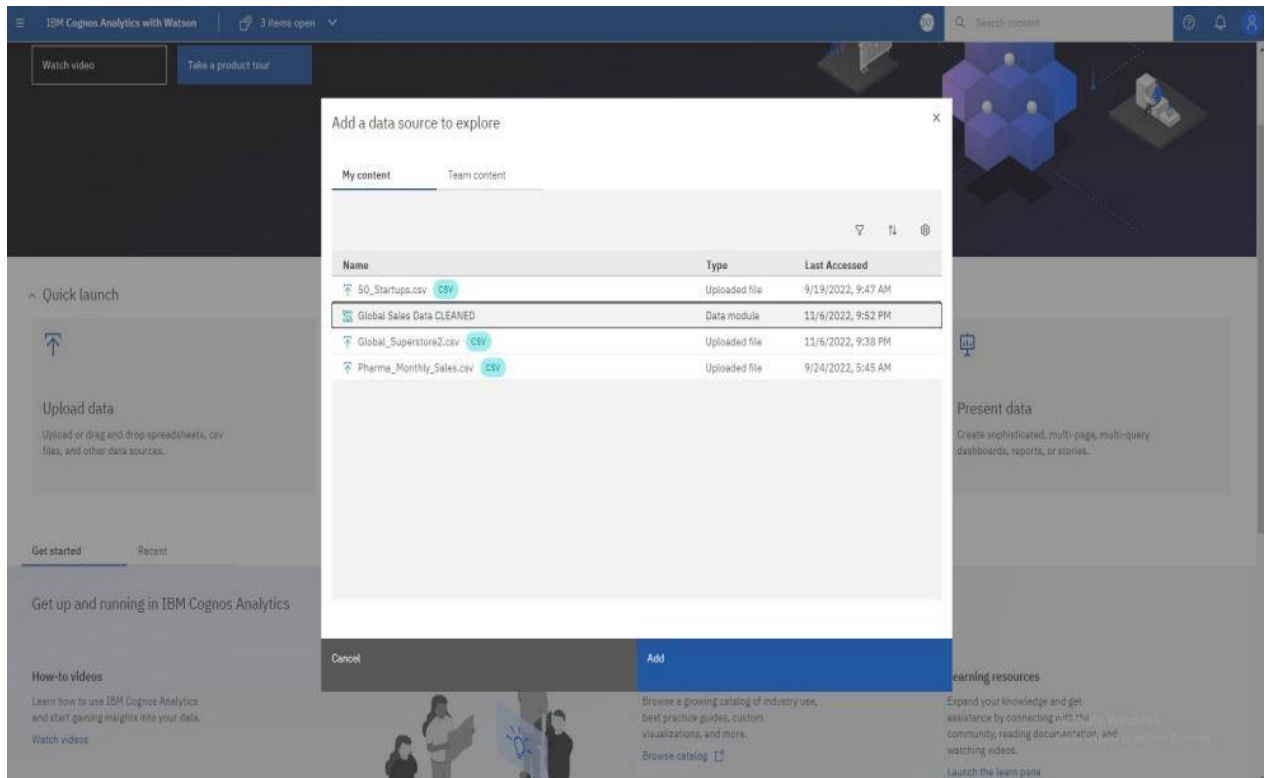 IBM Cognos Analytics with Watson
3 items open
30
Search content
Watch video
Take a product tour
Add a data source to explore
My content
Team content
Name
Type
Last Accessed
50_Startups.csv
CSV
Uploaded file
9/19/2022, 9:47 AM
Global Sales Data CLEANED
Data module
11/6/2022, 9:52 PM
Global_Superstore2.csv
CSV
Uploaded file
11/6/2022, 9:38 PM
Pharma_Monthly_Sales.csv
CSV
Uploaded file
9/24/2022, 5:45 AM
Cancel
Add
Quick launch
Upload data
Upload or drag and drop spreadsheets, csv
files, and other data sources.
Present data
Create sophisticated, multi-page, multi-query
dashboards, reports, or stories.
Get started
Recent
Get up and running in IBM Cognos Analytics
How-to videos
Learn how to use IBM Cognos Analytics
and start gaining insights into your data.
Watch videos
Browse a growing catalog of industry use,
best practice guides, custom
visualizations, and more.
Browse catalog
earning resources
Expand your knowledge and get
assistance by connecting with the
community, reading documentation, and
watching videos.
Launch the learn pane
Windows